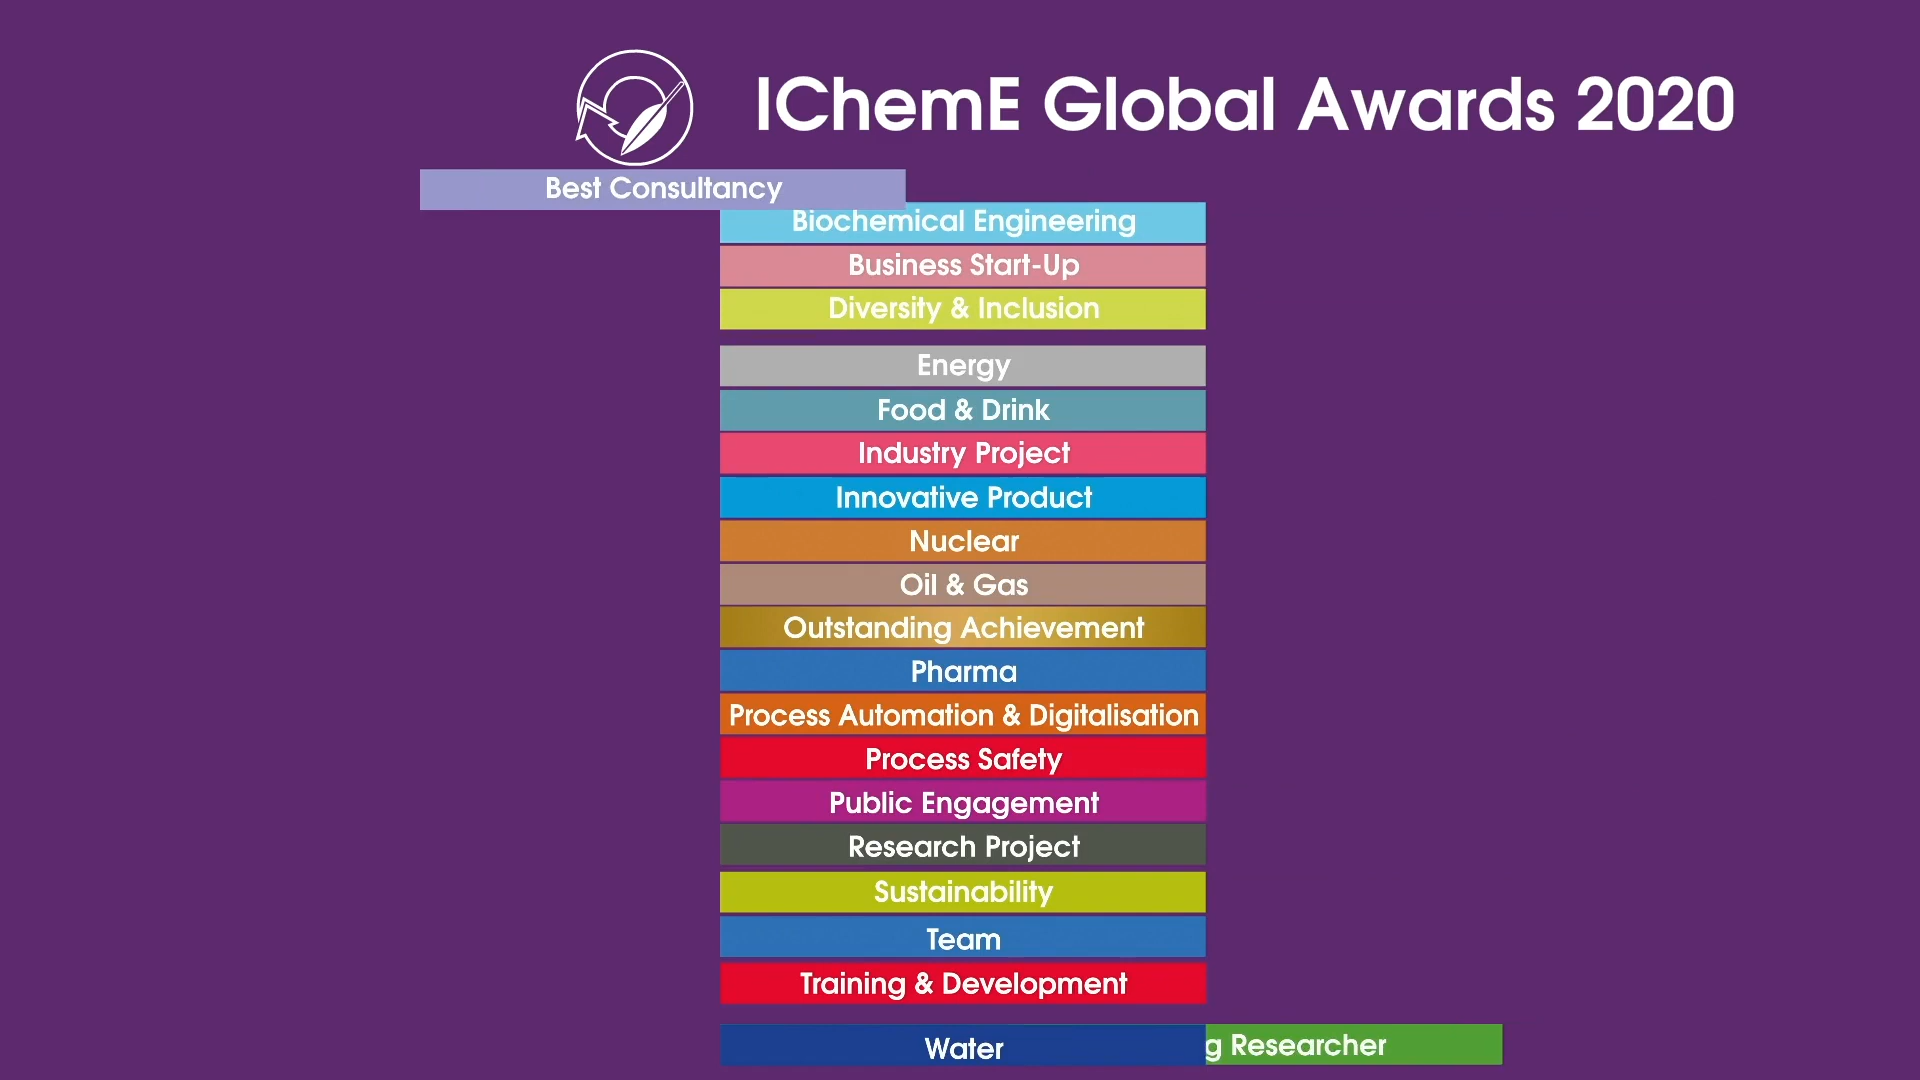 IChemE Global Awards 2020
Best Consultancy
Biochemical Engineering
Business Start-Up
Diversity & Inclusion
Energy
Food & Drink
Industry Project
Innovative Product
Nuclear
Oil & Gas
Outstanding Achievement
Pharma
Process Automation & Digitalisation
Process Safety
Public Engagement
Research Project
Sustainability
Team
Training & Development
Water
g Researcher